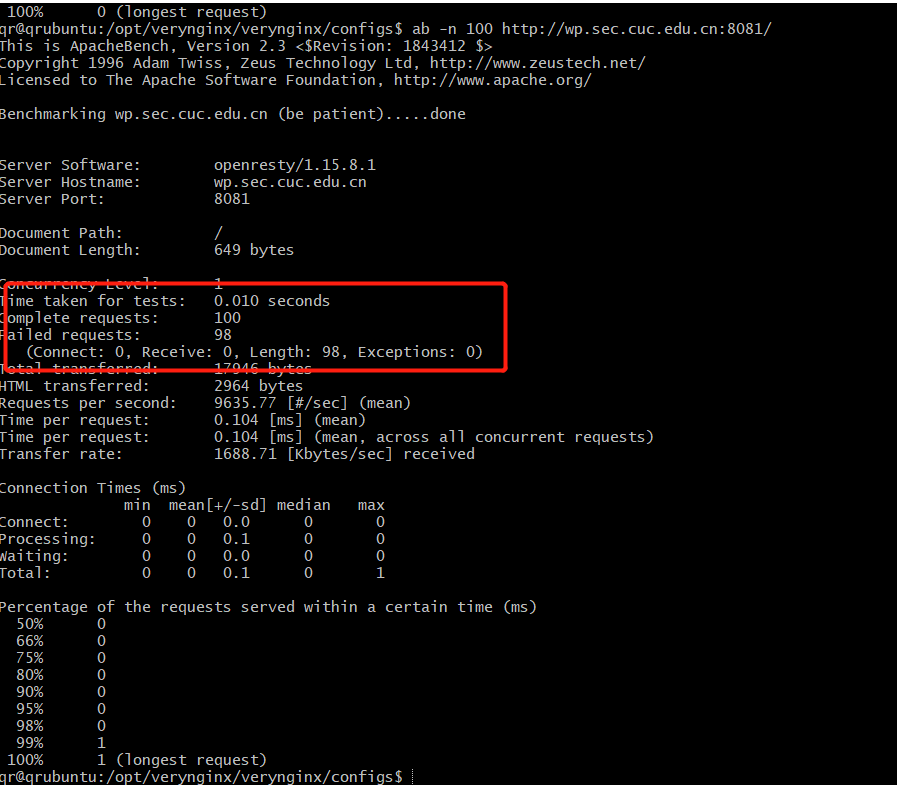 100%      0 (longest request)
qr@qrubuntu:/opt/verynginx/verynginx/configs$ ab -n 100 http://wp.sec.cuc.edu.cn:8081/
This is ApacheBench, Version 2.3 <$Revision: 1843412 $>
Copyright 1996 Adam Twiss, Zeus Technology Ltd, http://www.zeustech.net/
Licensed to The Apache Software Foundation, http://www.apache.org/

Benchmarking wp.sec.cuc.edu.cn (be patient).....done

Server Software:        openresty/1.15.8.1
Server Hostname:        wp.sec.cuc.edu.cn
Server Port:            8081

Document Path:          /
Document Length:        649 bytes

Concurrency Level:      1
Time taken for tests:   0.010 seconds
Complete requests:      100
Failed requests:        98
   (Connect: 0, Receive: 0, Length: 98, Exceptions: 0)
Total transferred:      17946 bytes
HTML transferred:       2964 bytes
Requests per second:    9635.77 [#/sec] (mean)
Time per request:       0.104 [ms] (mean)
Time per request:       0.104 [ms] (mean, across all concurrent requests)
Transfer rate:          1688.71 [Kbytes/sec] received

Connection Times (ms)
              min  mean[+/-sd] median   max
Connect:        0    0   0.0      0       0
Processing:     0    0   0.1      0       0
Waiting:        0    0   0.0      0       0
Total:          0    0   0.1      0       1

Percentage of the requests served within a certain time (ms)
  50%      0
  66%      0
  75%      0
  80%      0
  90%      0
  95%      0
  98%      0
  99%      1
 100%      1 (longest request)
qr@qrubuntu:/opt/verynginx/verynginx/configs$